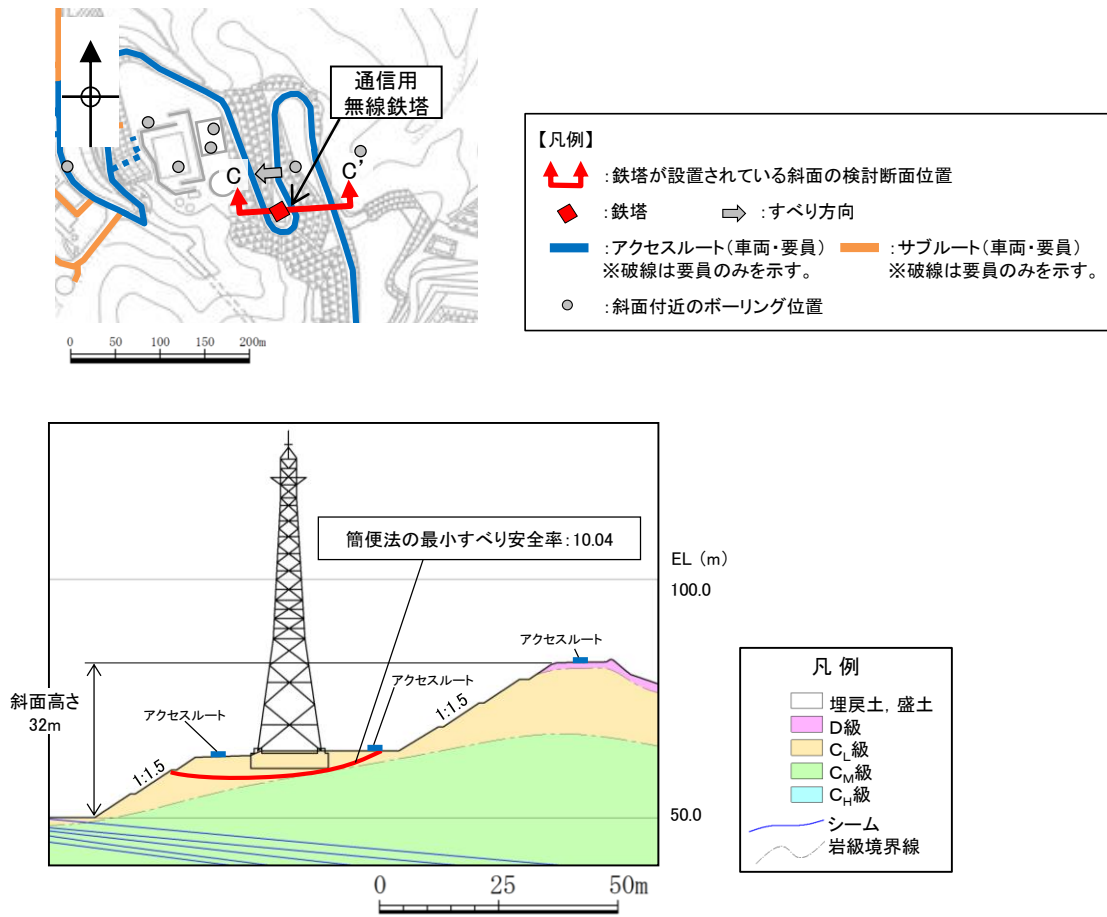 通信用
無線鉄塔
C
C'
0 50 100 150 200m
【凡例】
:鉄塔が設置されている斜面の検討断面位置
:鉄塔
:すべり方向
:アクセスルート(車両・要員)
※破線は要員のみを示す。
:サブルート(車両・要員)
※破線は要員のみを示す。
:斜面付近のボーリング位置
簡便法の最小すべり安全率:10.04
EL (m)
100.0
アクセスルート
斜面高さ
32m
アクセスルート
アクセスルート
1:1.5
1:1.5
50.0
0 25 50m
凡 例
埋戻土,盛土
D級
CL級
CM級
CH級
シーム
岩級境界線